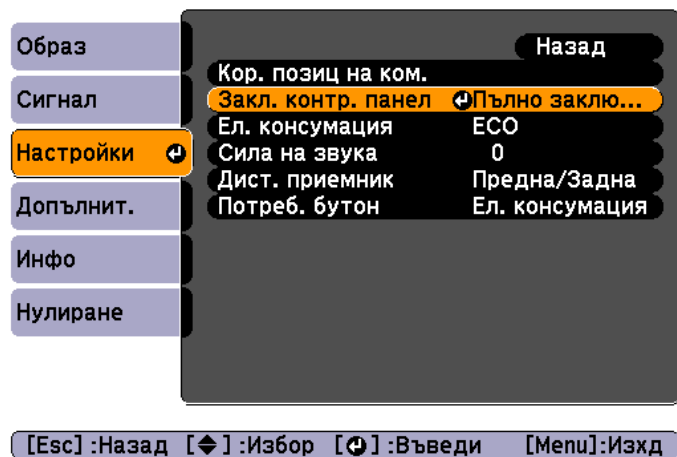 Образ
Сигнал
Настройки
Допълнит.
Инфо
Нулиране
Назад
Кор. позиц на ком.
Закл. контр. панел Пълно заклю...
Ел. консумация ECO
Сила на звука 0
Дист. приемник Предна/Задна
Потреб. бутон Ел. консумация
[Esc] :Назад [◆] :Избор [↵] :Въведи [Menu]:Изхд